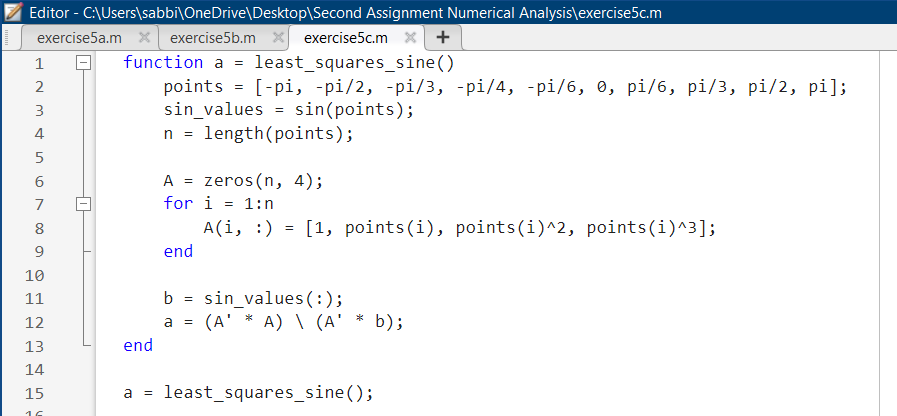 Editor - C:\Users\sabbi\OneDrive\Desktop\Second Assignment Numerical Analysis\exercise5c.m
exercise5a.m × exercise5b.m × exercise5c.m × +
1 function a = least_squares_sine()
2 points = [-pi, -pi/2, -pi/3, -pi/4, -pi/6, 0, pi/6, pi/3, pi/2, pi];
3 sin_values = sin(points);
4 n = length(points);
5
6 A = zeros(n, 4);
7 for i = 1:n
8 A(i, :) = [1, points(i), points(i)^2, points(i)^3];
9 end
10
11 b = sin_values(:);
12 a = (A' * A) \ (A' * b);
13 end
14
15 a = least_squares_sine();